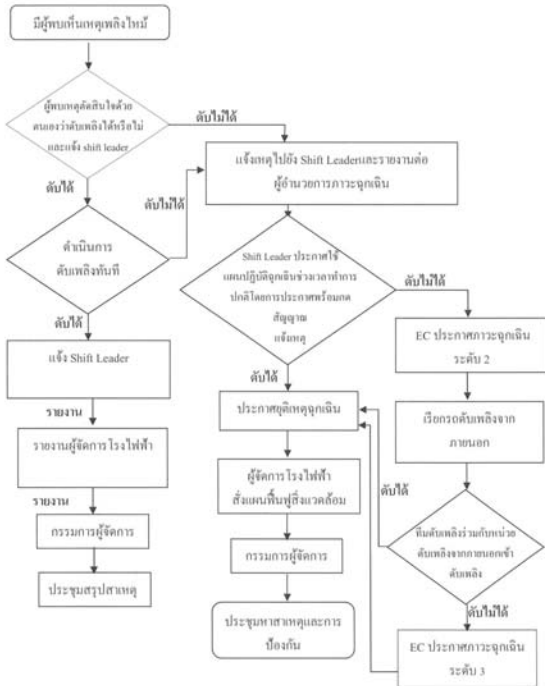 มีผู้พบเห็นเหตุเพลิงไหม้
ผู้พบเหตุตัดสินใจด้วย
ตนเองว่าดับเพลิงได้หรือไม่
และแจ้ง shift leader
ดับไม่ได้
แจ้งเหตุไปยัง Shift Leaderและรายงานต่อ
ผู้อำนวยการภาวะฉุกเฉิน
ดับได้
ดับไม่ได้
ดำเนินการ
ดับเพลิงทันที
ดับได้
แจ้ง Shift Leader
รายงาน
รายงานผู้จัดการโรงไฟฟ้า
รายงาน
กรรมการผู้จัดการ
ประชุมสรุปสาเหตุ
Shift Leader ประกาศใช้
แผนปฏิบัติฉุกเฉินช่วงเวลาทำการ
ปกติโดยการประกาศพร้อมกด
สัญญาณ
แจ้งเหตุ
ดับไม่ได้
ดับได้
ประกาศยุติเหตุฉุกเฉิน
ผู้จัดการโรงไฟฟ้า
สั่งแผนฟื้นฟูสิ่งแวดล้อม
กรรมการผู้จัดการ
ประชุมหาสาเหตุและการ
ป้องกัน
EC ประกาศภาวะฉุกเฉิน
ระดับ 2
เรียกรถดับเพลิงจาก
ภายนอก
ดับได้
ทีมดับเพลิงร่วมกับหน่วย
ดับเพลิงจากภายนอกเข้า
ดับเพลิง
ดับไม่ได้
EC ประกาศภาวะฉุกเฉิน
ระดับ 3